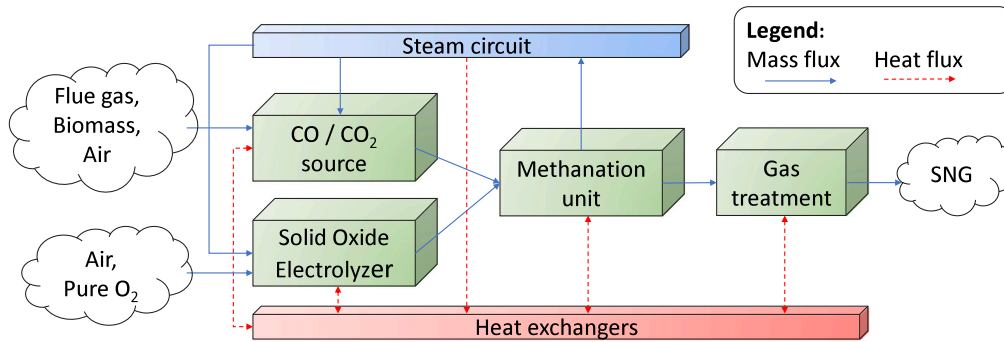 Steam circuit
Legend:
Mass flux
Heat flux
Flue gas,
Biomass,
Air
CO / CO₂
source
Methanation
unit
Gas
treatment
SNG
Solid Oxide
Electrolyzer
Air,
Pure O₂
Heat exchangers